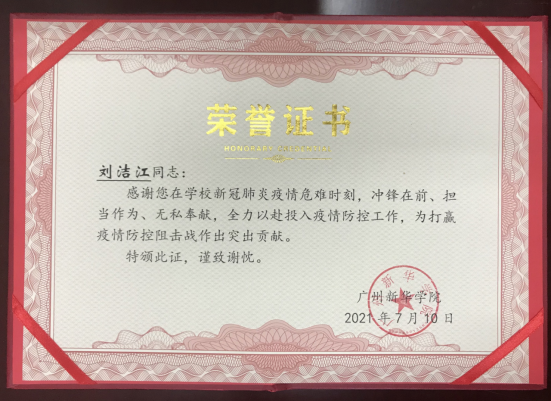 荣誉证书
HONORARY CREDENTIAL
刘洁江同志：
感谢您在学校新冠肺炎疫情危难时刻，冲锋在前、担
当作为、无私奉献，全力以赴投入疫情防控工作，为打赢
疫情防控阻击战作出突出贡献。
特颁此证，谨致谢忱。
广州新华学院
2021年7月10日